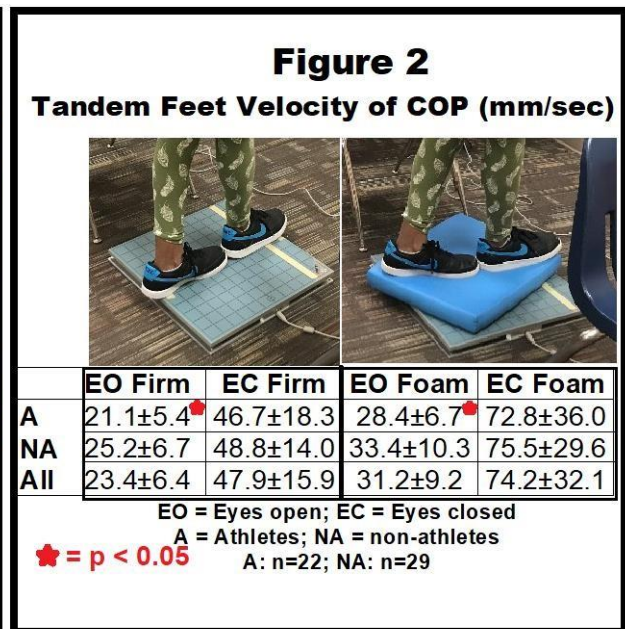 Figure 2
Tandem Feet Velocity of COP (mm/sec)
EO Firm EC Firm EO Foam EC Foam
A 21.1±5.4 46.7±18.3 28.4±6.7 72.8±36.0
NA 25.2±6.7 48.8±14.0 33.4±10.3 75.5±29.6
All 23.4±6.4 47.9±15.9 31.2±9.2 74.2±32.1
EO = Eyes open; EC = Eyes closed
A = Athletes; NA = non-athletes
= p < 0.05
A: n=22; NA: n=29